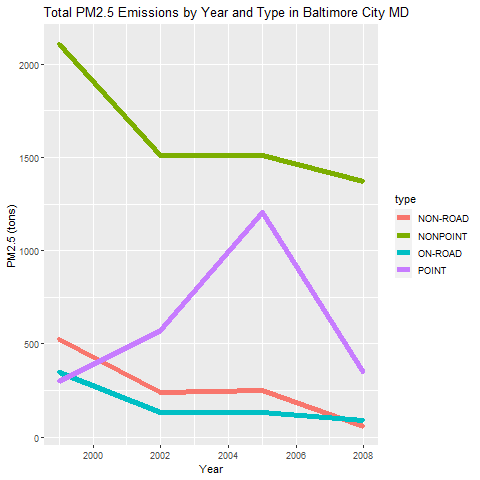 Total PM2.5 Emissions by Year and Type in Baltimore City MD
PM2.5 (tons)
2000
1500
1000
500
0
2000
2002
2004
2006
2008
Year
type
NON-ROAD
NONPOINT
ON-ROAD
POINT